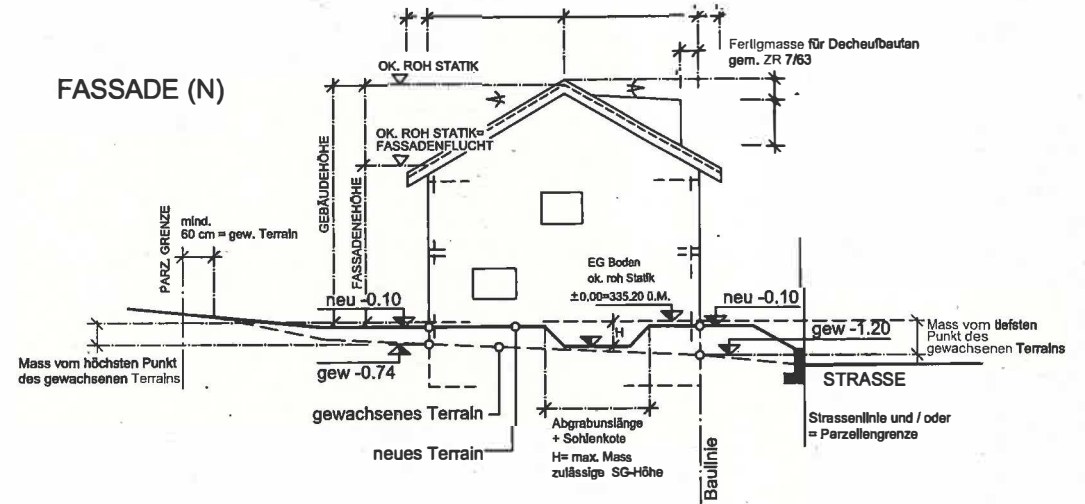 FASSADE (N)
OK. ROH STATIK
Fertigmasse für Decheufbautan
gem. ZR 7/63
OK. ROH STATIK=
FASSADENFLUCHT
GEBÄUDEHÖHE
FASSADENEHÖHE
PARZ. GRENZE
mind.
60 cm = gew. Terrain
EG Boden
ok. roh Statik
±0,00=335.20 Ü.M.
neu -0.10
neu -0.10
H
gew -1.20
Mass vom tiefsten
Punkt des
gewachsenen Terrains
Mass vom höchsten Punkt
des gewachsenen Terrains
gew -0.74
STRASSE
gewachsenes Terrain
neues Terrain
Abgrabunslänge
+ Sohlenkote
H= max. Mass
zulässige SG-Höhe
Baulinie
Strassenlinie und / oder
= Parzellengrenze